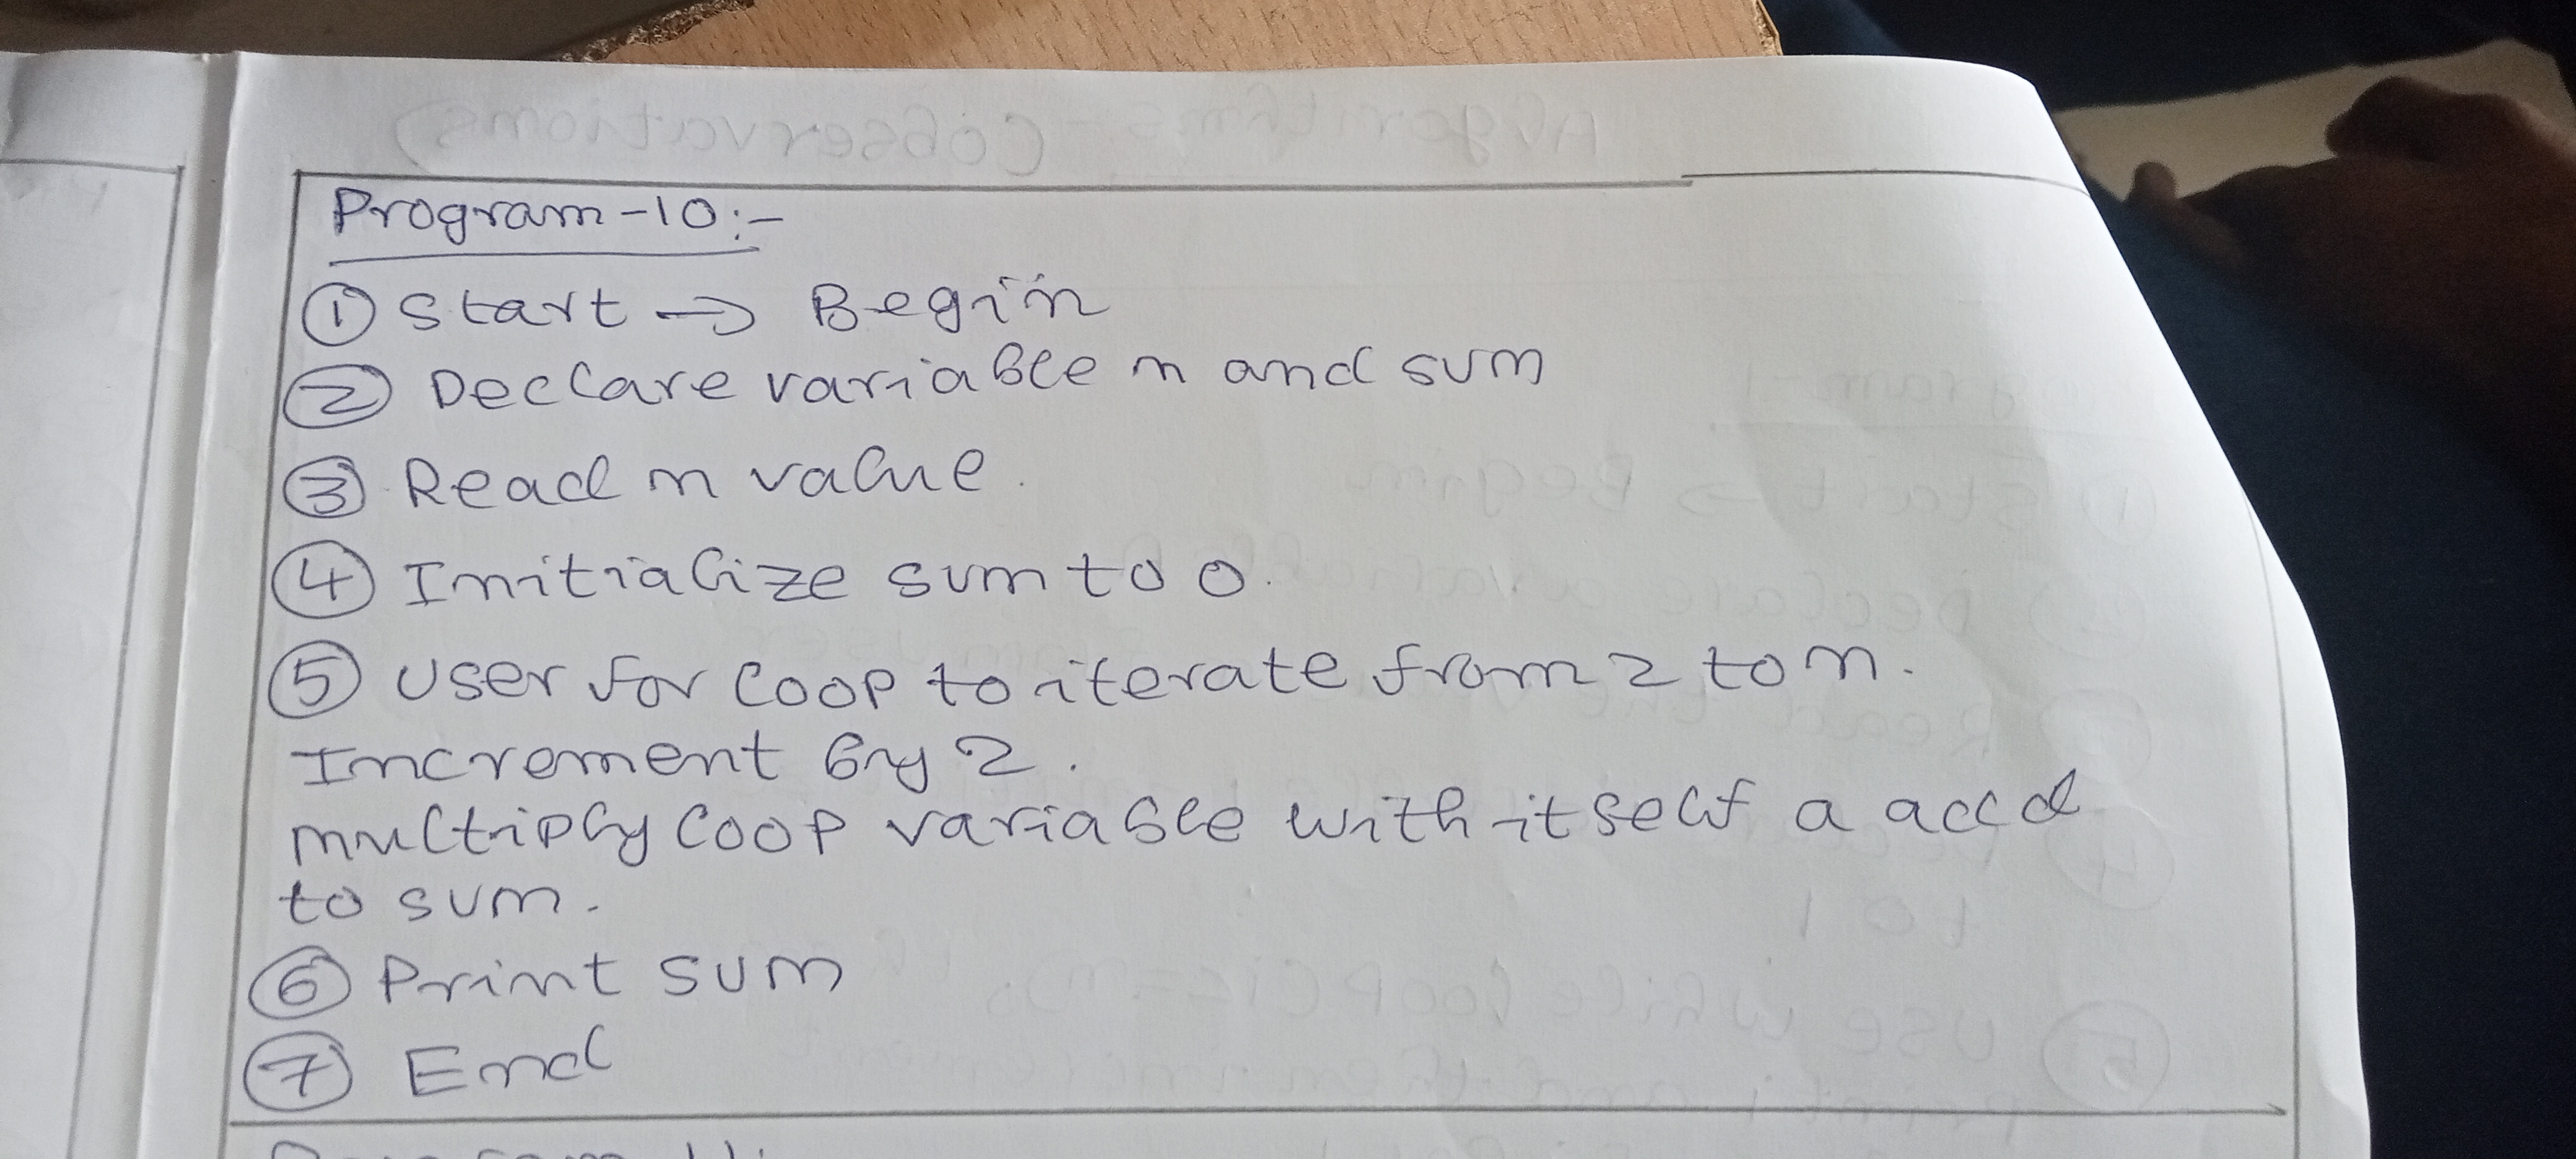 Program-10:-
① Start → Begin
② Declare variable n and sum
③ Read n value.
④ Initialize sum to 0.
⑤ User for loop to iterate from 2 to n.
Increment by 2.
multiply loop variable with itself a add
to sum.
⑥ Print sum
⑦ End